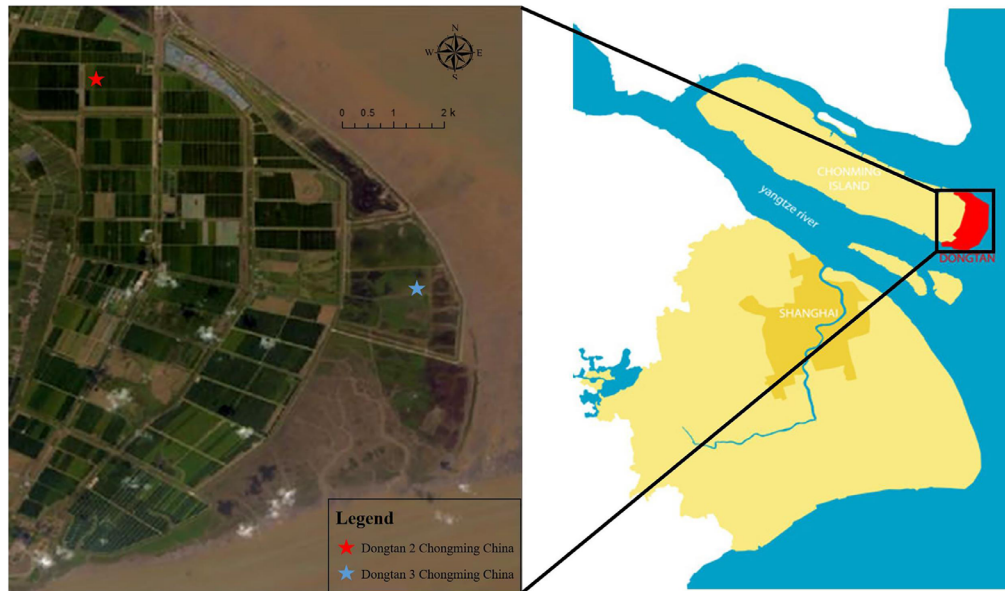 N
W E
S
0 0.5 1 2 k
Legend
Dongtan 2 Chongming China
Dongtan 3 Chongming China
CHONMING
ISLAND
yangtze river
DONGTAN
SHANGHAI